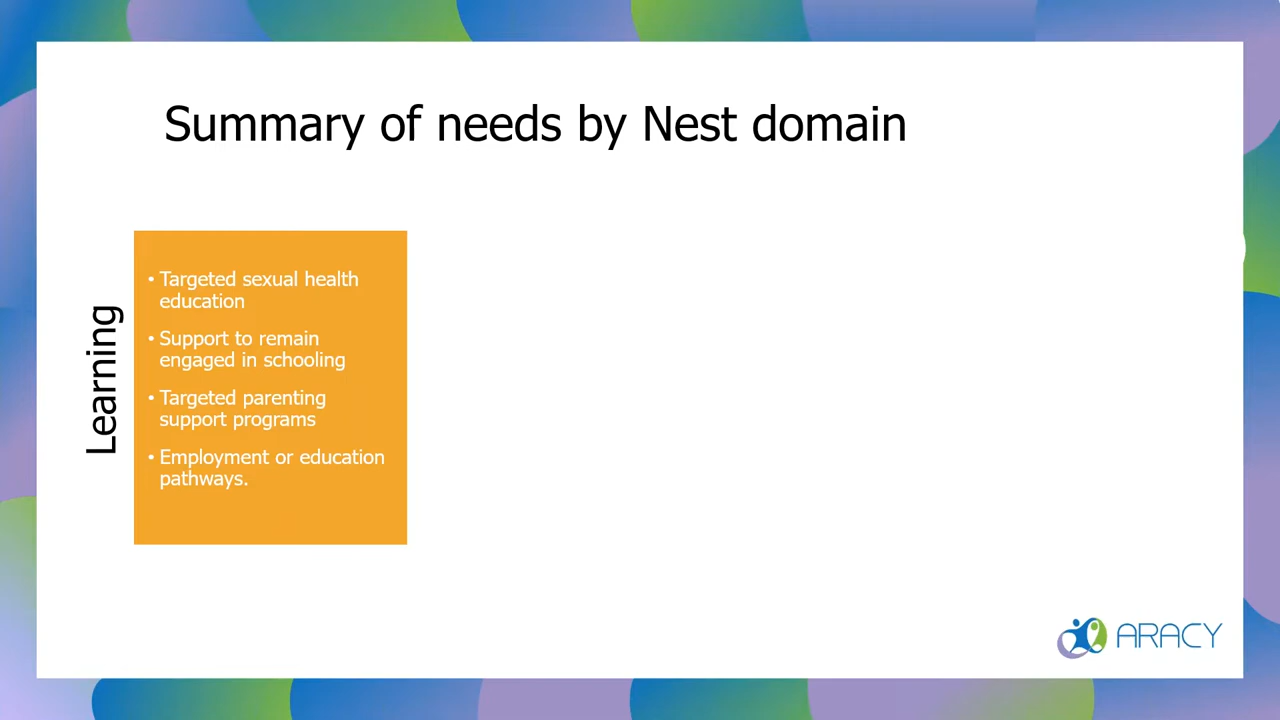 Summary of needs by Nest domain
Learning
• Targeted sexual health
education
• Support to remain
engaged in schooling
• Targeted parenting
support programs
• Employment or education
pathways.
ARACY